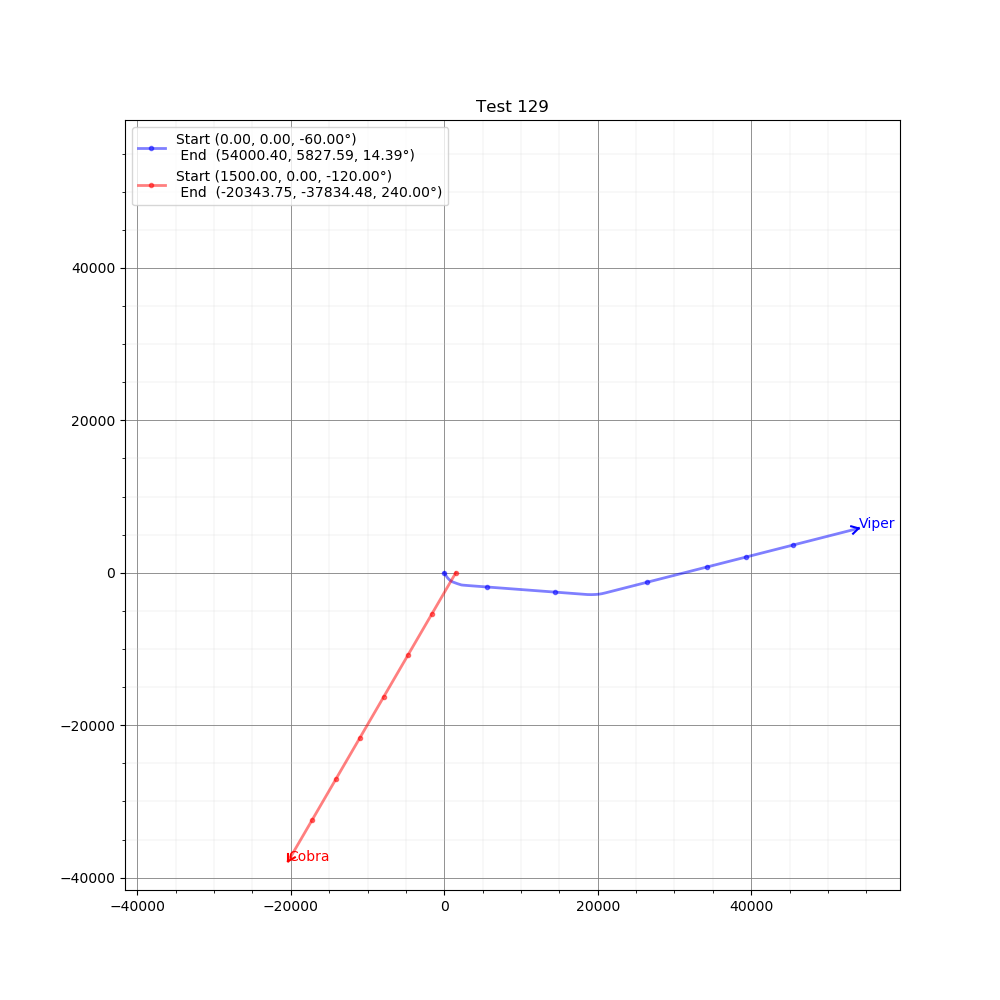 Test 129
Start (0.00, 0.00, -60.00°)
End (54000.40, 5827.59, 14.39°)
Start (1500.00, 0.00, -120.00°)
End (-20343.75, -37834.48, 240.00°)
40000
20000
0
−20000
−40000
Viper
Cobra
−40000
−20000
0
20000
40000